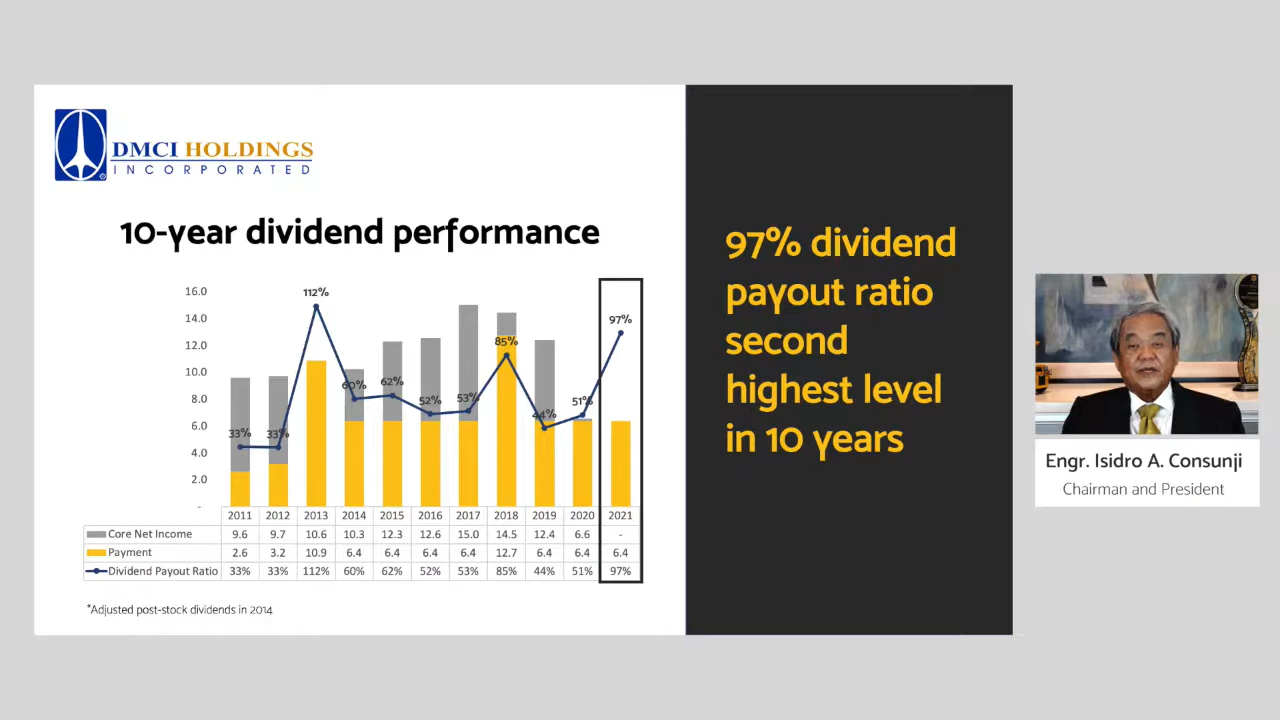 DMCI HOLDINGS
INCORPORATED
10-year dividend performance
16.0
14.0
12.0
10.0
8.0
6.0
4.0
2.0
-
33%
33%
112%
60%
62%
52%
53%
85%
44%
51%
97%
2011 2012 2013 2014 2015 2016 2017 2018 2019 2020 2021
Core Net Income 9.6 9.7 10.6 10.3 12.3 12.6 15.0 14.5 12.4 6.6 -
Payment 2.6 3.2 10.9 6.4 6.4 6.4 6.4 12.7 6.4 6.4 6.4
Dividend Payout Ratio 33% 33% 112% 60% 62% 52% 53% 85% 44% 51% 97%
*Adjusted post-stock dividends in 2014
97% dividend
payout ratio
second
highest level
in 10 years
Engr. Isidro A. Consunji
Chairman and President